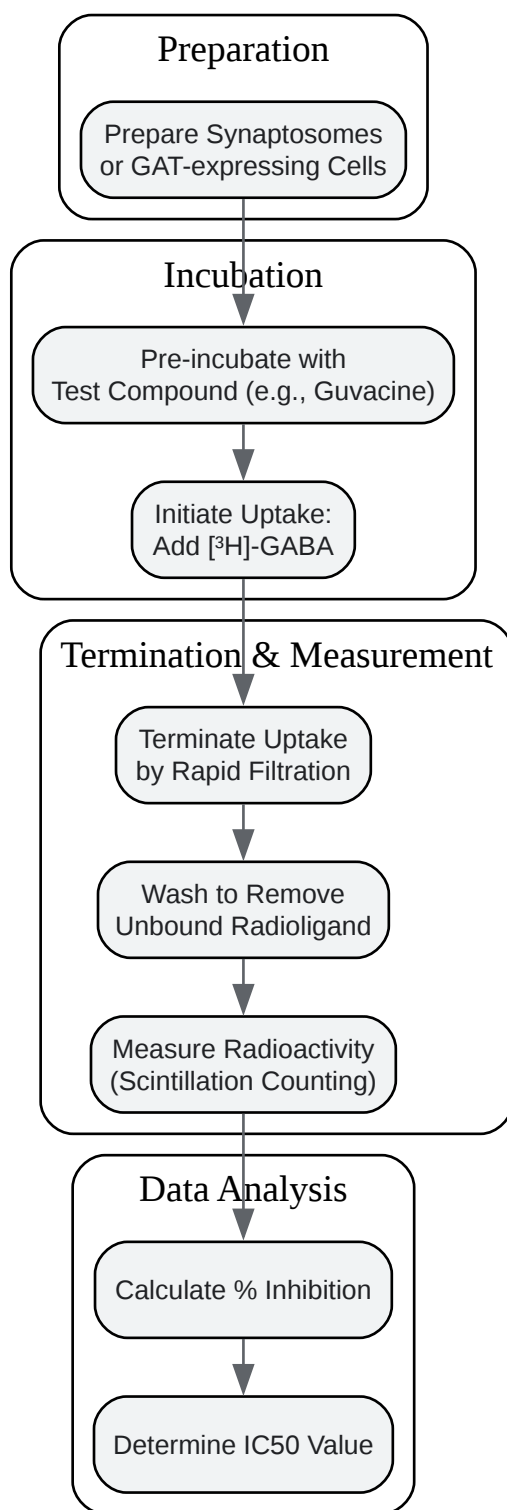 Preparation
Prepare Synaptosomes
or GAT-expressing Cells
Incubation
Pre-incubate with
Test Compound (e.g., Guvacine)
Initiate Uptake:
Add [³H]-GABA
Termination & Measurement
Terminate Uptake
by Rapid Filtration
Wash to Remove
Unbound Radioligand
Measure Radioactivity
(Scintillation Counting)
Data Analysis
Calculate % Inhibition
Determine IC50 Value